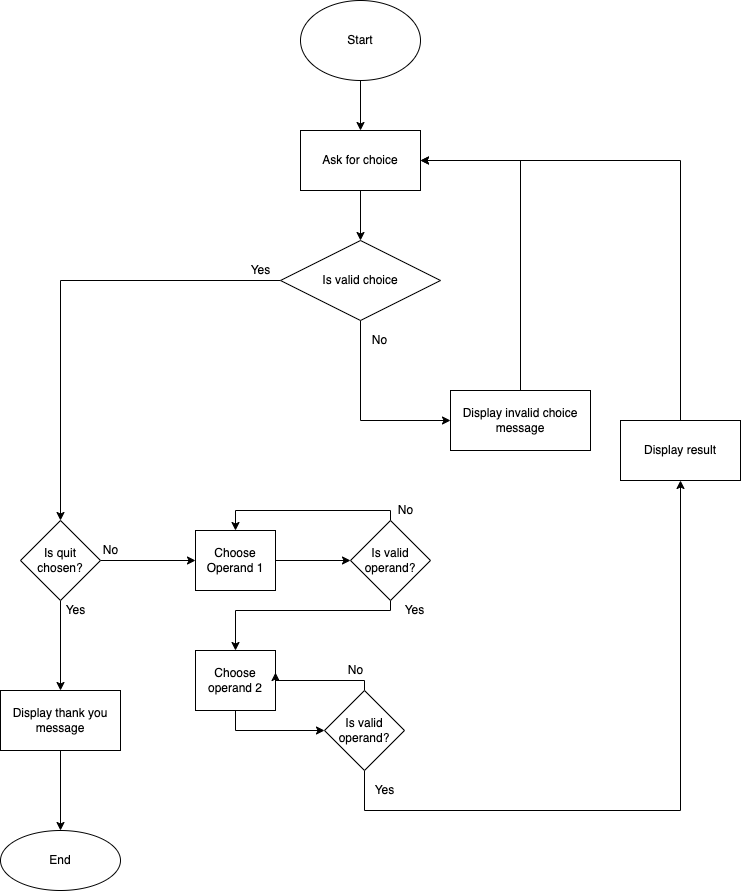 Start
Ask for choice
Yes
Is valid choice
No
Display invalid choice
message
Display result
No
Is quit
chosen?
No
Choose
Operand 1
Is valid
operand?
Yes
Yes
No
Choose
operand 2
Display thank you
message
Is valid
operand?
Yes
End